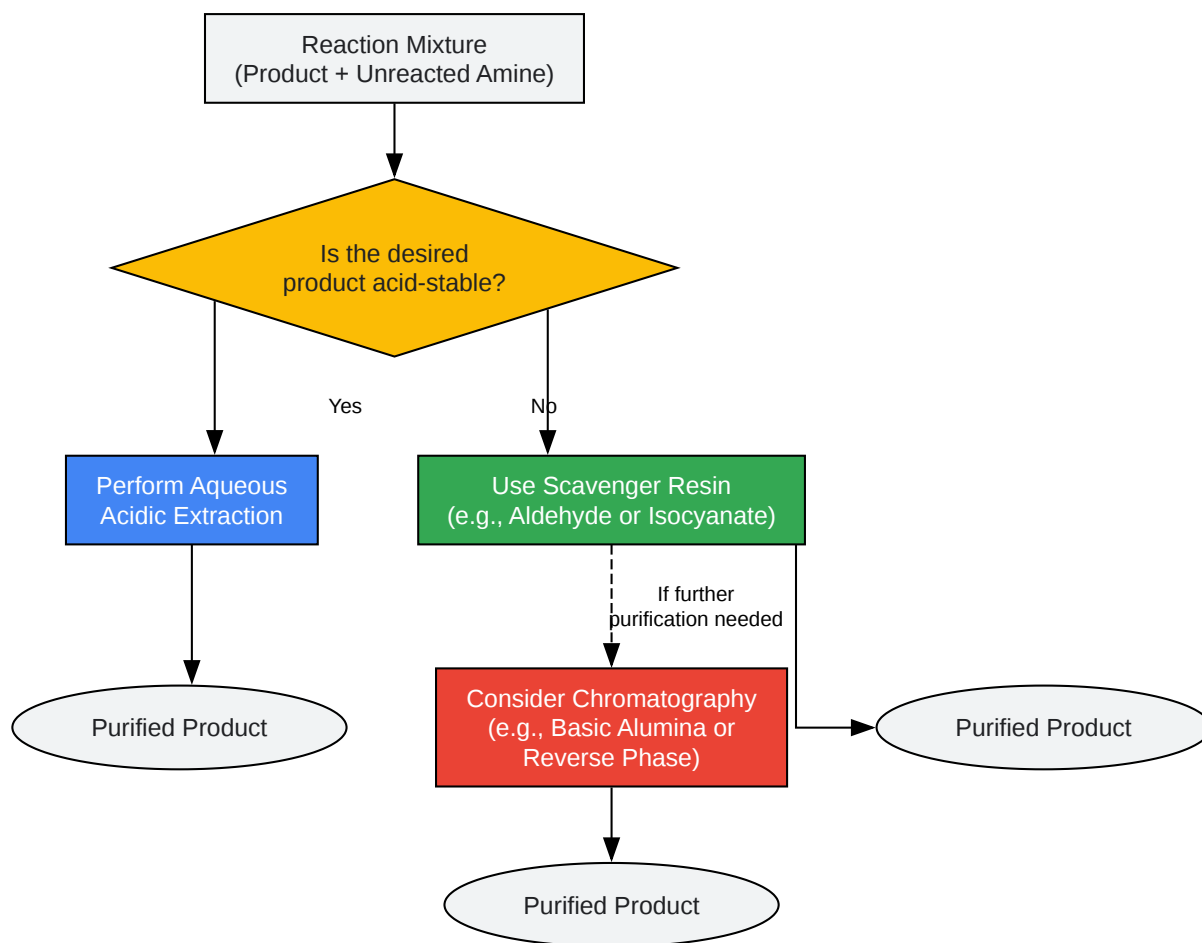 Reaction Mixture
(Product + Unreacted Amine)
Is the desired
product acid-stable?
Yes
No
Perform Aqueous
Acidic Extraction
Use Scavenger Resin
(e.g., Aldehyde or Isocyanate)
If further
purification needed
Consider Chromatography
(e.g., Basic Alumina or
Reverse Phase)
Purified Product
Purified Product
Purified Product